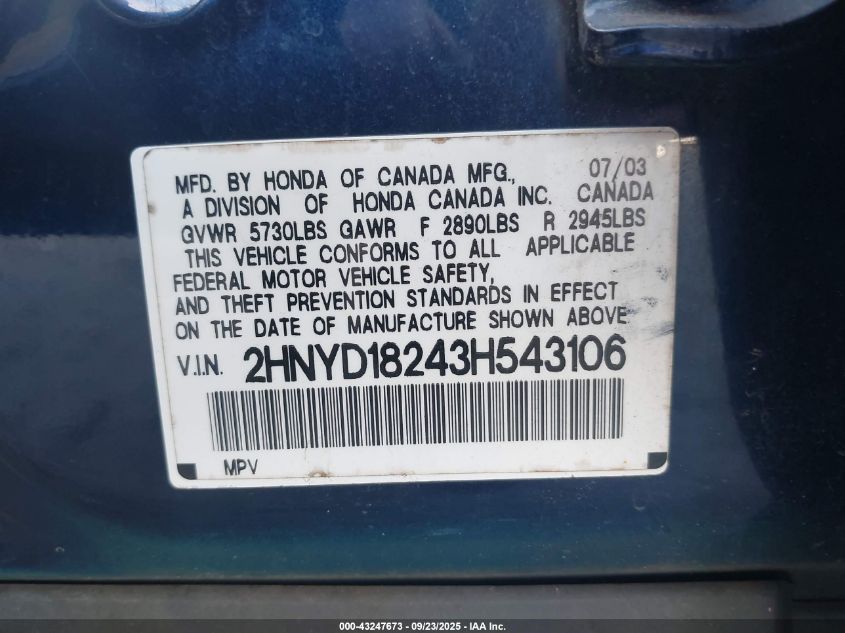 MFD. BY HONDA OF CANADA MFG., 07/03
A DIVISION OF HONDA CANADA INC. CANADA
GVWR 5730LBS GAWR F 2890LBS R 2945LBS
THIS VEHICLE CONFORMS TO ALL APPLICABLE
FEDERAL MOTOR VEHICLE SAFETY,
AND THEFT PREVENTION STANDARDS IN EFFECT
ON THE DATE OF MANUFACTURE SHOWN ABOVE
V.I.N. 2HNYD18243H543106
MPV
200-43247673 - 09/23/2025 - IAA Inc.